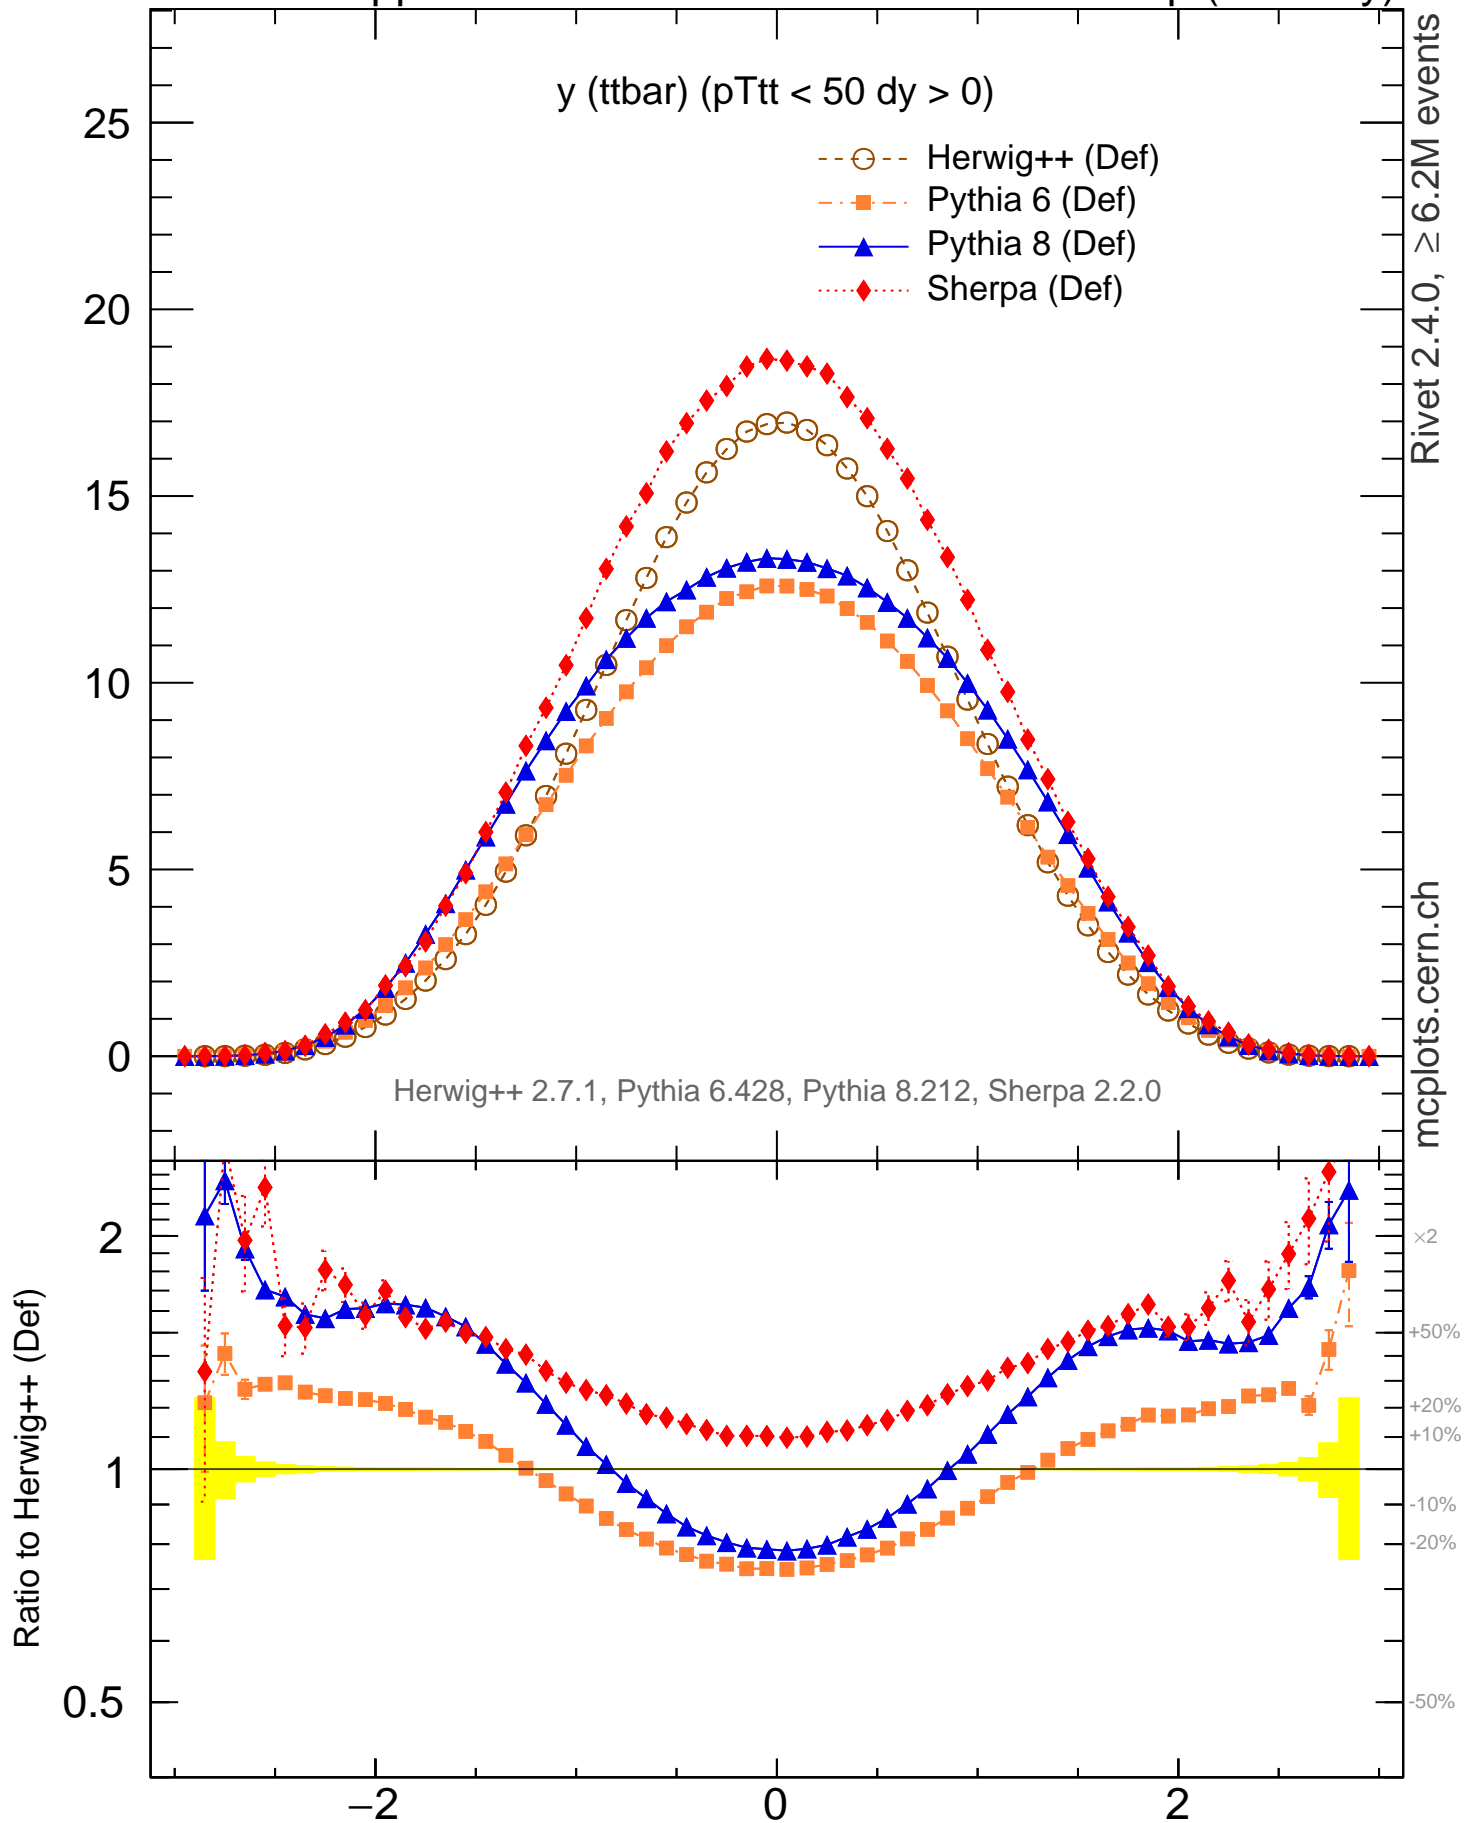 y (ttbar) (pTtt < 50 dy > 0)
Herwig++ (Def)
Pythia 6 (Def)
Pythia 8 (Def)
Sherpa (Def)
25
20
15
10
5
0
Herwig++ 2.7.1, Pythia 6.428, Pythia 8.212, Sherpa 2.2.0
Rivet 2.4.0, ≥ 6.2M events
mcplots.cern.ch
Ratio to Herwig++ (Def)
2
1
0.5
×2
+50%
+20%
+10%
-10%
-20%
-50%
−2
0
2